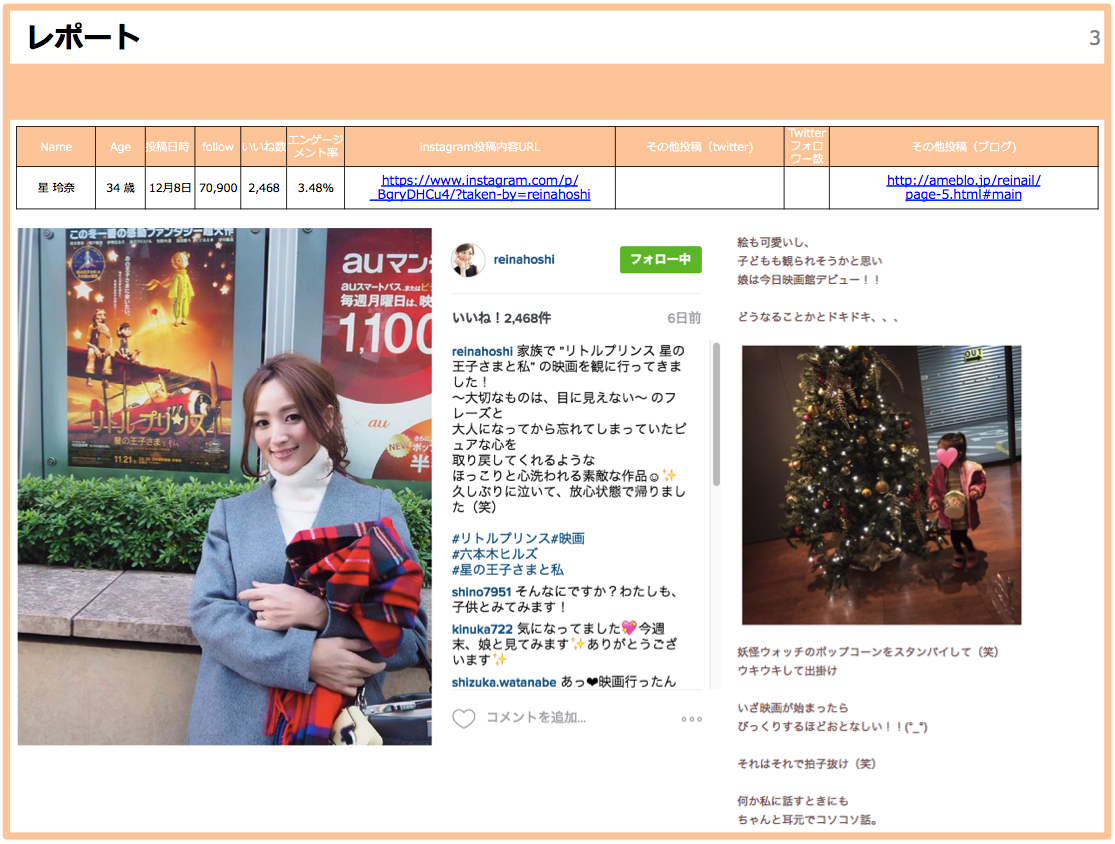 レポート
3
Name
Age
投稿日時
follow
いいね数
エンゲージ
メント率
instagram投稿内容URL
その他投稿（twitter)
Twitter
フォロ
ワー数
その他投稿（ブログ)
星 玲奈
34 歳
12月8日
70,900
2,468
3.48%
https://www.instagram.com/p/
_BqryDHCu4/?taken-by=reinahoshi
http://ameblo.jp/reinail/
page-5.html#main
この冬一番の感動ファンタジー超大作
リトルプリンス
星の王子さまと私
11.21
auマンデ
auスマートパス
毎週月曜日は、映
1,100
au
NEW
半
reinahoshi
フォロー中
いいね！2,468件
6日前
reinahoshi 家族で "リトルプリンス 星の
王子さまと私" の映画を観に行ってきま
した！
〜大切なものは、目に見えない〜 のフ
レーズと
大人になってから忘れてしまっていたピ
ュアな心を
取り戻してくれるような
ほっこりと心洗われる素敵な作品☺✨
久しぶりに泣いて、放心状態で帰りまし
た（笑）
#リトルプリンス#映画
#六本木ヒルズ
#星の王子さまと私
shino7951 そんなにですか？わたしも、
子供とみてみます！
kinuka722 気になってました💖今週
末、娘と見てみます✨ありがとうござ
います✨
shizuka.watanabe あっ❤映画行ったん
コメントを追加...
絵も可愛いし、
子どもも観られそうかと思い
娘は今日映画館デビュー！！
どうなることかとドキドキ、、、
OUT
妖怪ウォッチのポップコーンをスタンバイして（笑）
ウキウキして出掛け
いざ映画が始まったら
びっくりするほどおとなしい！！(°_°)
それはそれで拍子抜け（笑）
何か私に話すときにも
ちゃんと耳元でコソコソ話。